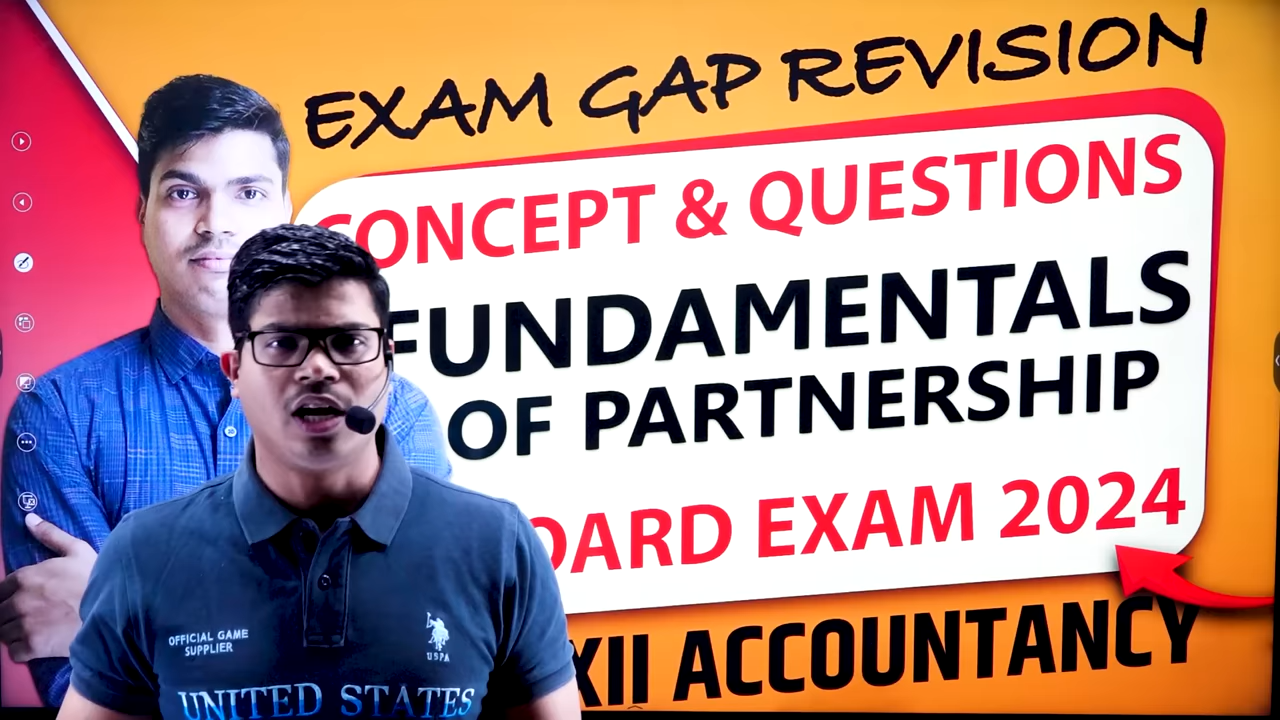 EXAM GAP REVISION
CONCEPT & QUESTIONS
FUNDAMENTALS
OF PARTNERSHIP
OARD EXAM 2024
XII ACCOUNTANCY
OFFICIAL GAME
SUPPLIER
USPA
UNITED STATES